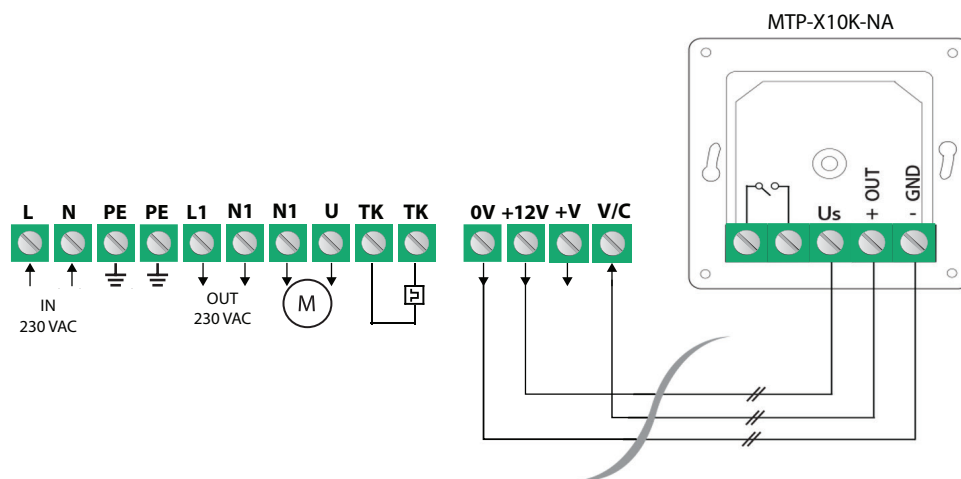 MTP-X10K-NA
L N PE PE L1 N1 N1 U TK TK
0V +12V +V V/C
Us + OUT - GND
IN
230 VAC
OUT
230 VAC
M